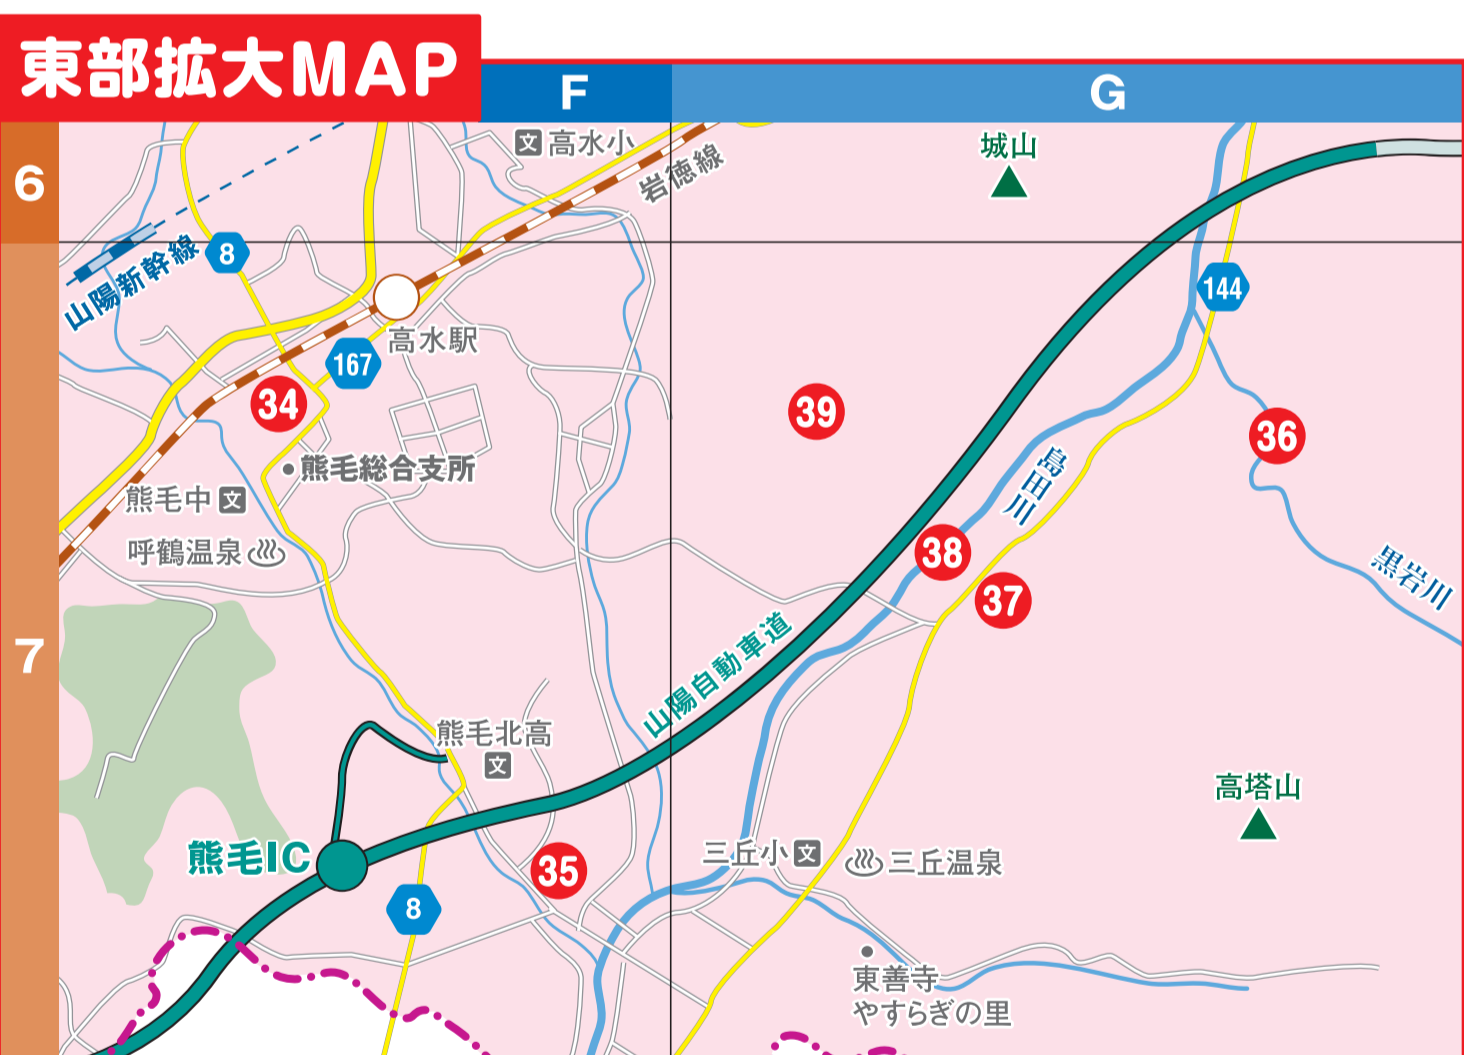 東部拡大MAP
F
G
6
7
文高水小
岩徳線
城山
山陽新幹線
8
144
高水駅
167
34
39
36
熊毛総合支所
島田川
熊毛中文
呼鶴温泉
38
黒岩川
37
山陽自動車道
熊毛北高
文
高塔山
熊毛IC
三丘小文
三丘温泉
35
8
東善寺
やすらぎの里